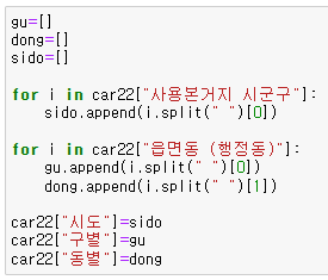 gu=[]
dong=[]
sido=[]
for i in car22["사용본거지 시군구"]:
    sido.append(i.split(" ")[0])
for i in car22["읍면동 (행정동)"]:
    gu.append(i.split(" ")[0])
    dong.append(i.split(" ")[1])
car22["시도"]=sido
car22["구별"]=gu
car22["동별"]=dong